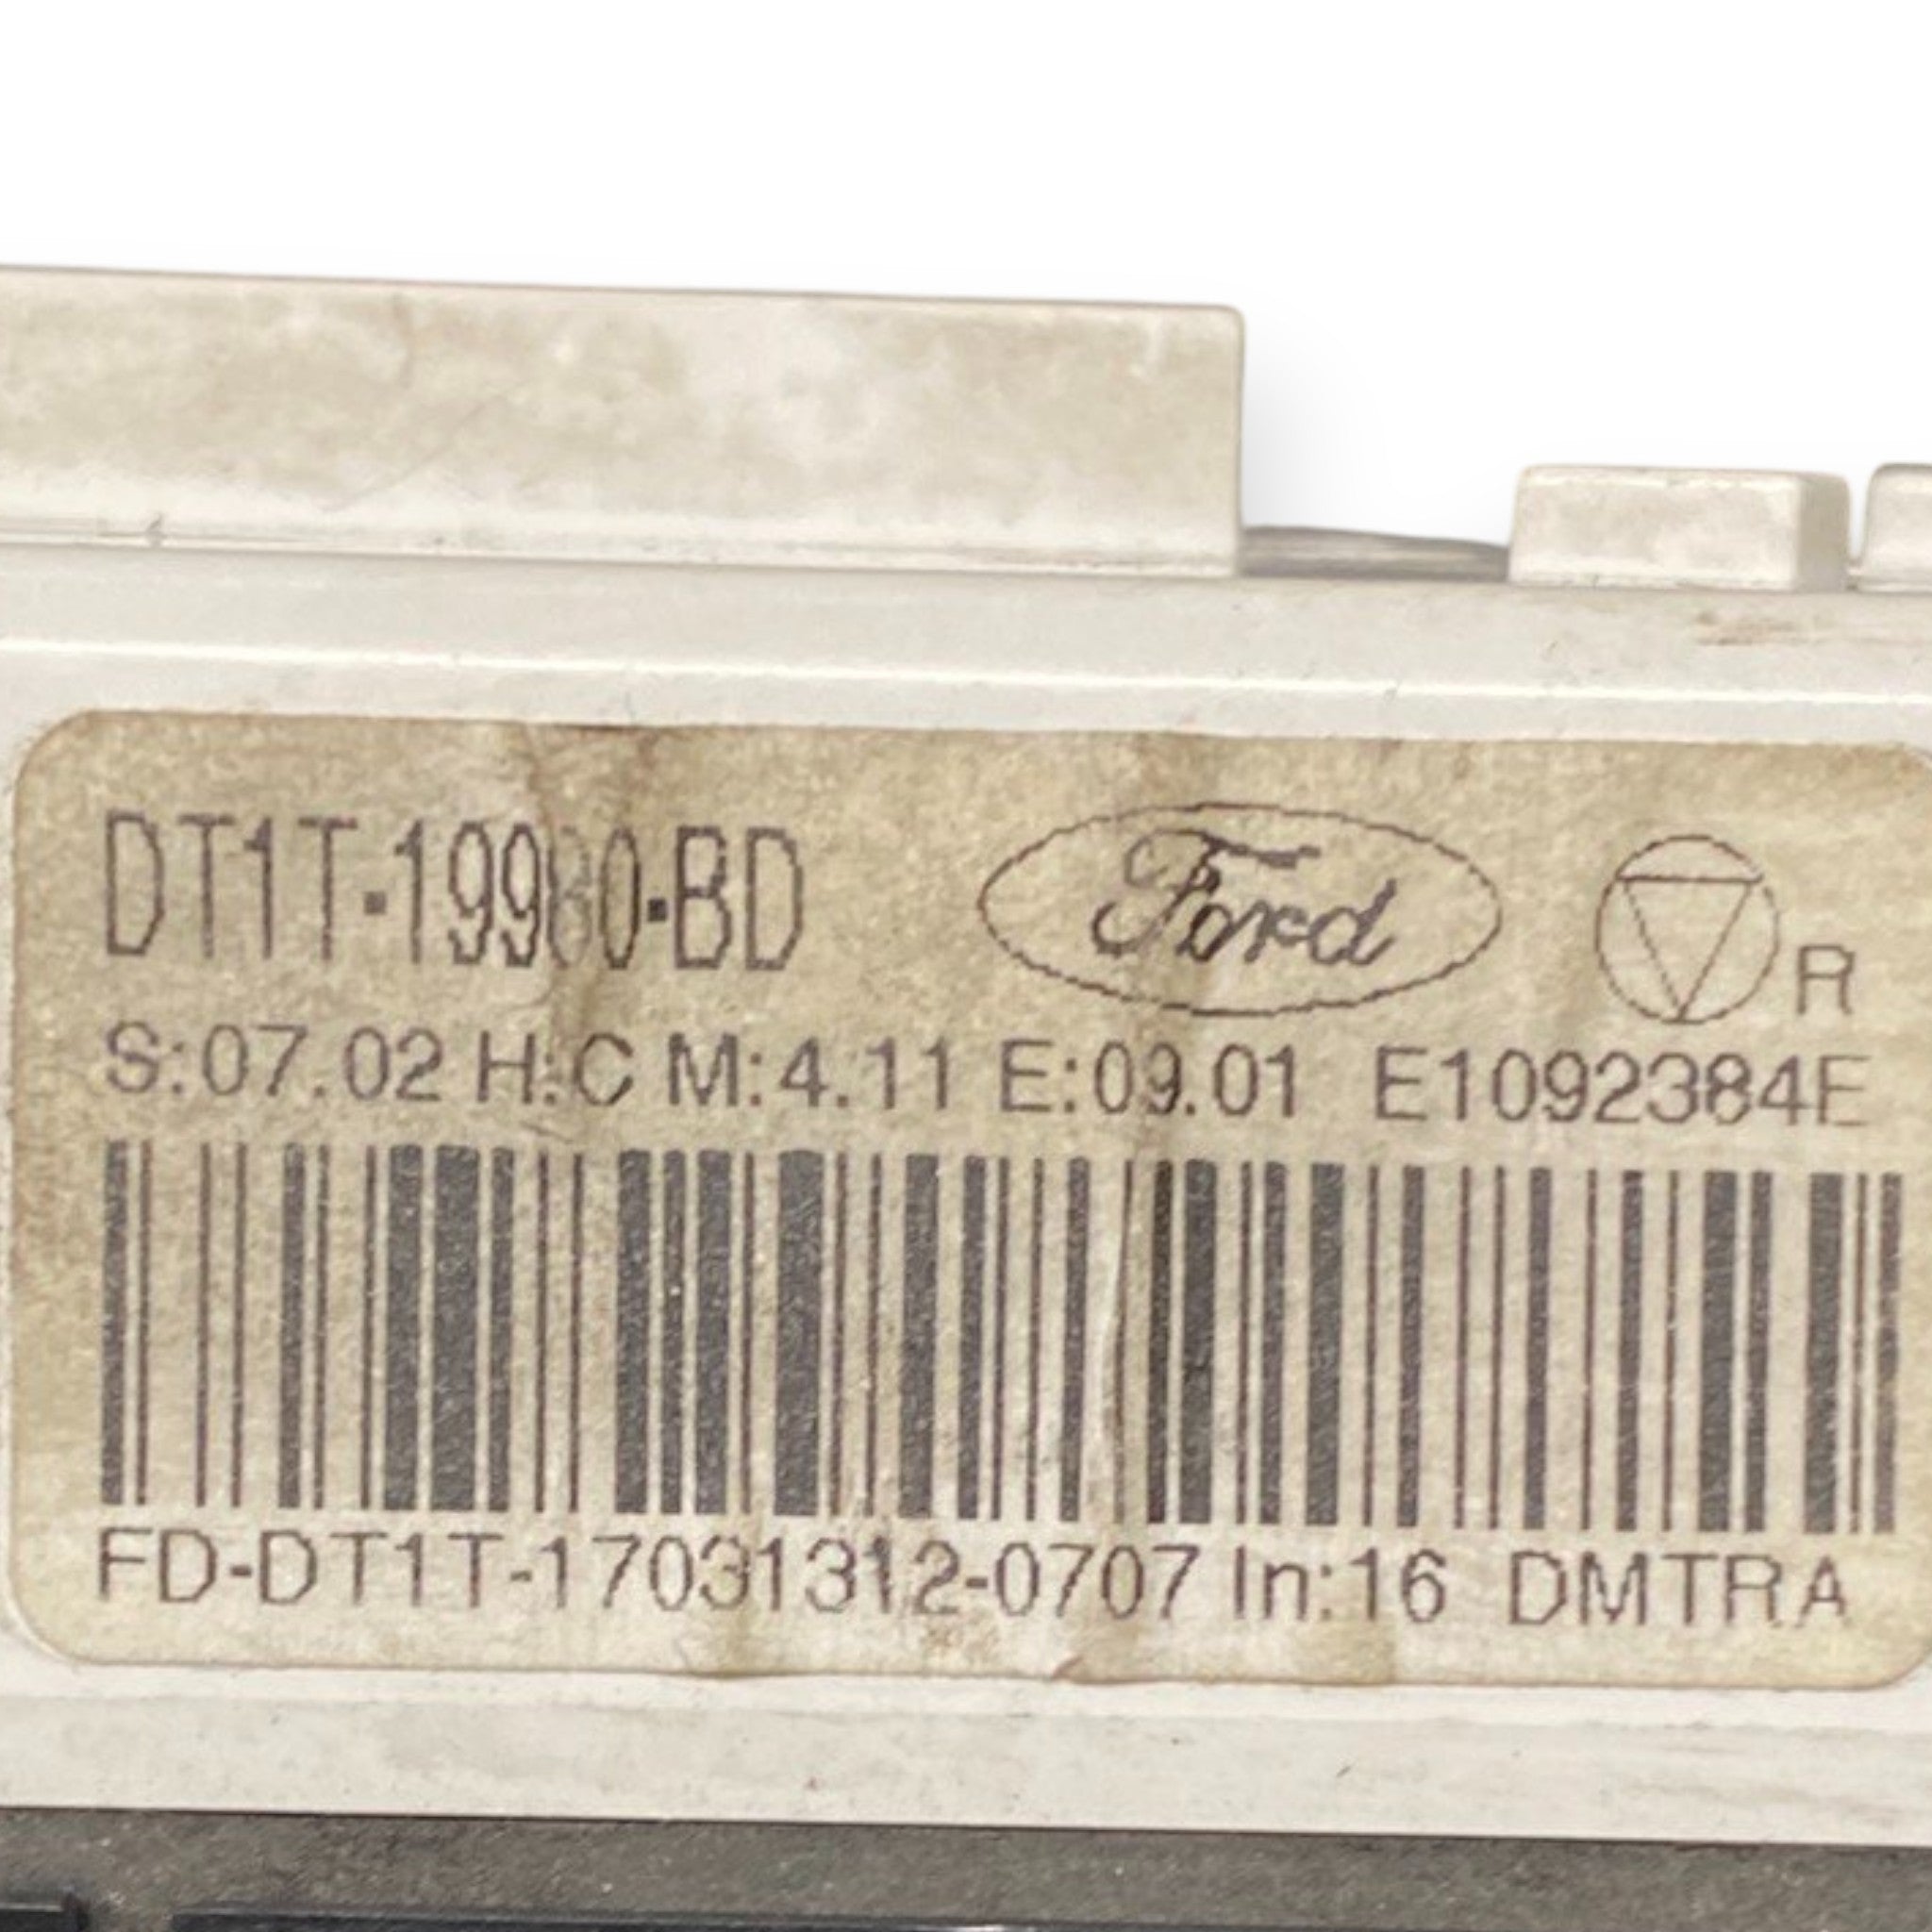 DT1T-19980-BD Ford R
S:07.02 H:C M:4.11 E:09.01 E1092384E
FD-DT1T-17031312-0707 In:16 DMTRA